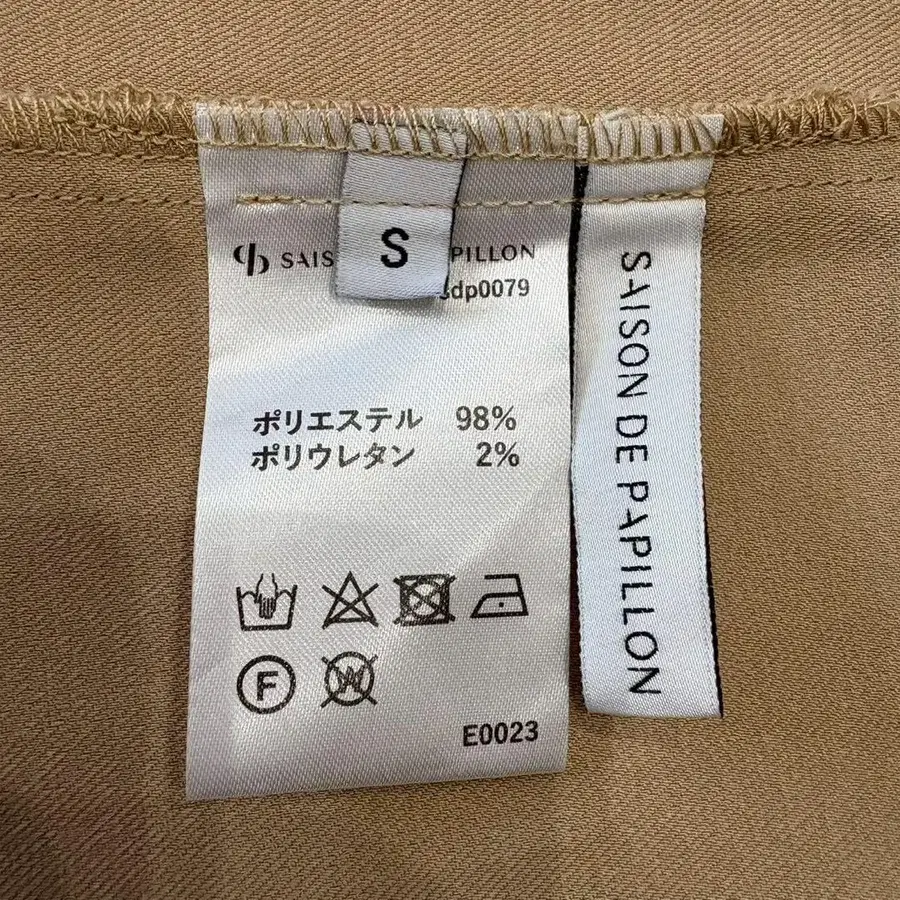 S
SAIS PILLON
sdp0079
ポリエステル 98%
ポリウレタン 2%
F
W
E0023
SAISON DE PAPILLON